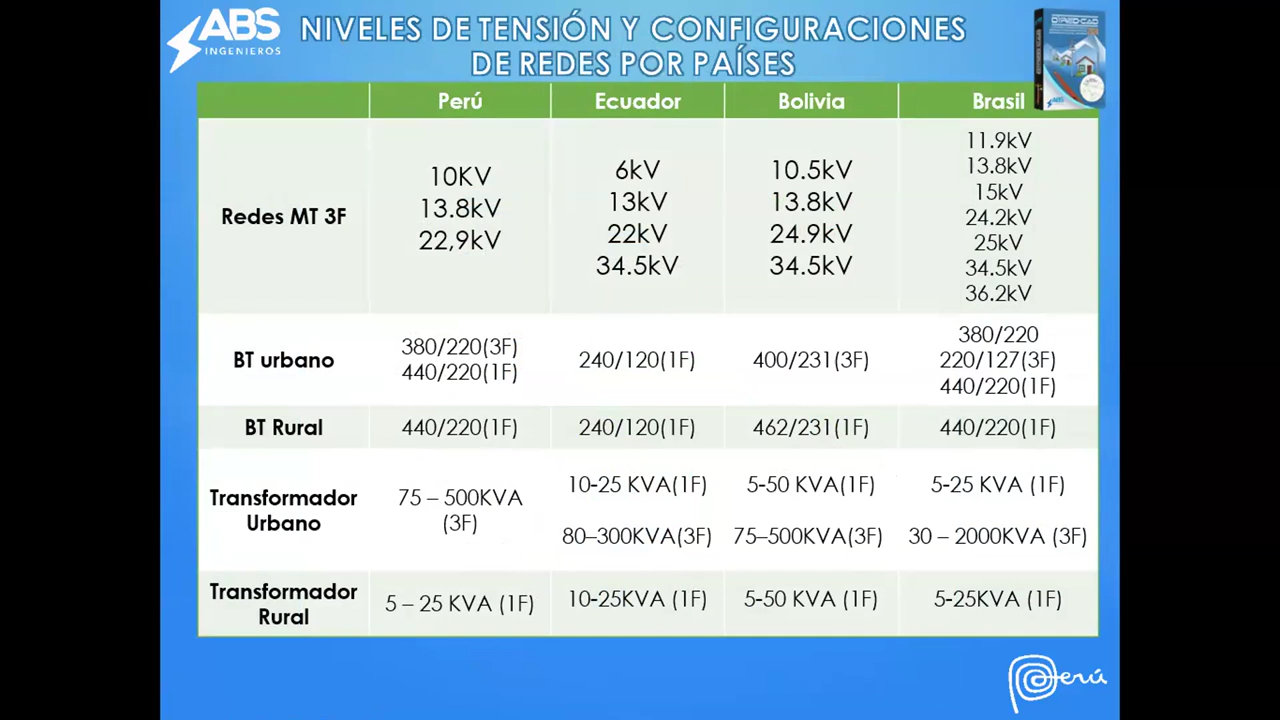 ABS
INGENIEROS
NIVELES DE TENSIÓN Y CONFIGURACIONES
DE REDES POR PAÍSES
Perú Ecuador Bolivia Brasil
Redes MT 3F
10KV
13.8kV
22,9kV
6kV
13kV
22kV
34.5kV
10.5kV
13.8kV
24.9kV
34.5kV
11.9kV
13.8kV
15kV
24.2kV
25kV
34.5kV
36.2kV
BT urbano
380/220(3F)
440/220(1F)
240/120(1F)
400/231(3F)
380/220
220/127(3F)
440/220(1F)
BT Rural 440/220(1F) 240/120(1F) 462/231(1F) 440/220(1F)
Transformador
Urbano
75 – 500KVA
(3F)
10-25 KVA(1F)
80–300KVA(3F)
5-50 KVA(1F)
75–500KVA(3F)
5-25 KVA (1F)
30 – 2000KVA (3F)
Transformador
Rural
5 – 25 KVA (1F)
10-25KVA (1F)
5-50 KVA (1F)
5-25KVA (1F)
Perú